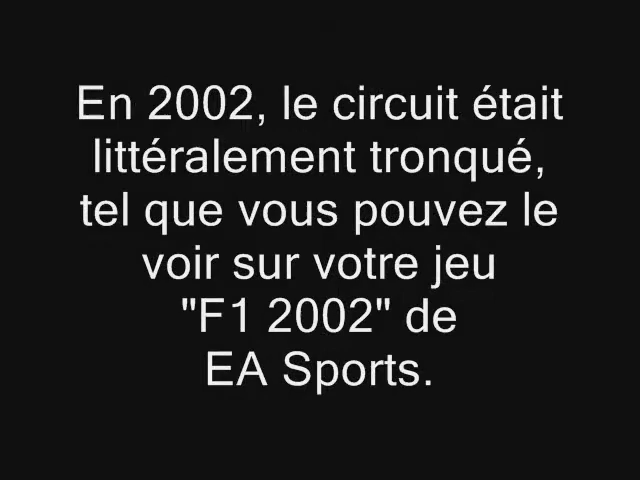 En 2002, le circuit était
littéralement tronqué,
tel que vous pouvez le
voir sur votre jeu
"F1 2002" de
EA Sports.